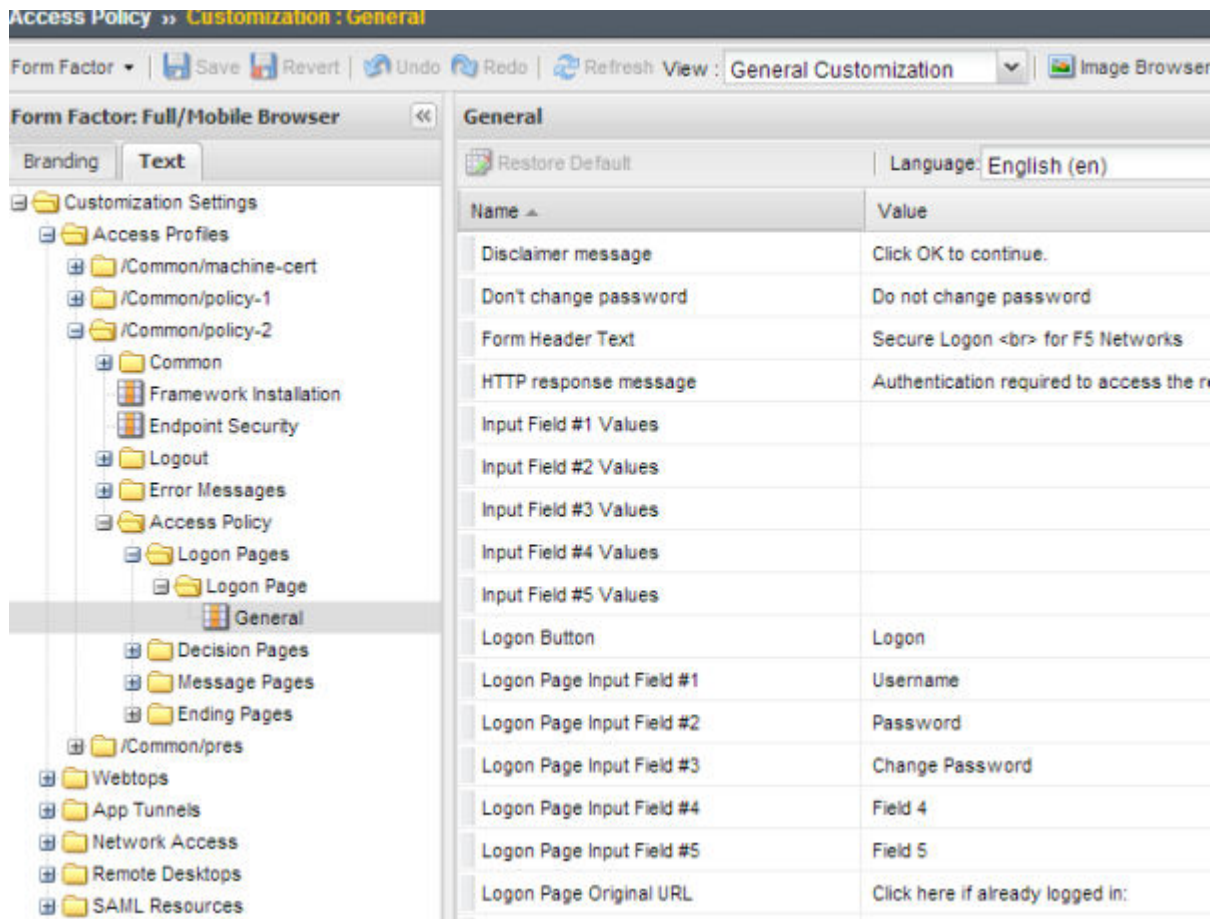 Access Policy ›› Customization : General
Form Factor Save Revert Undo Redo Refresh View : General Customization Image Browser
Form Factor: Full/Mobile Browser
General
Branding Text
Restore Default Language: English (en)
Customization Settings
Access Profiles
/Common/machine-cert
/Common/policy-1
/Common/policy-2
Common
Framework Installation
Endpoint Security
Logout
Error Messages
Access Policy
Logon Pages
Logon Page
General
Decision Pages
Message Pages
Ending Pages
/Common/pres
Webtops
App Tunnels
Network Access
Remote Desktops
SAML Resources
Name Value
Disclaimer message Click OK to continue.
Don't change password Do not change password
Form Header Text Secure Logon <br> for F5 Networks
HTTP response message Authentication required to access the
Input Field #1 Values
Input Field #2 Values
Input Field #3 Values
Input Field #4 Values
Input Field #5 Values
Logon Button Logon
Logon Page Input Field #1 Username
Logon Page Input Field #2 Password
Logon Page Input Field #3 Change Password
Logon Page Input Field #4 Field 4
Logon Page Input Field #5 Field 5
Logon Page Original URL Click here if already logged in: